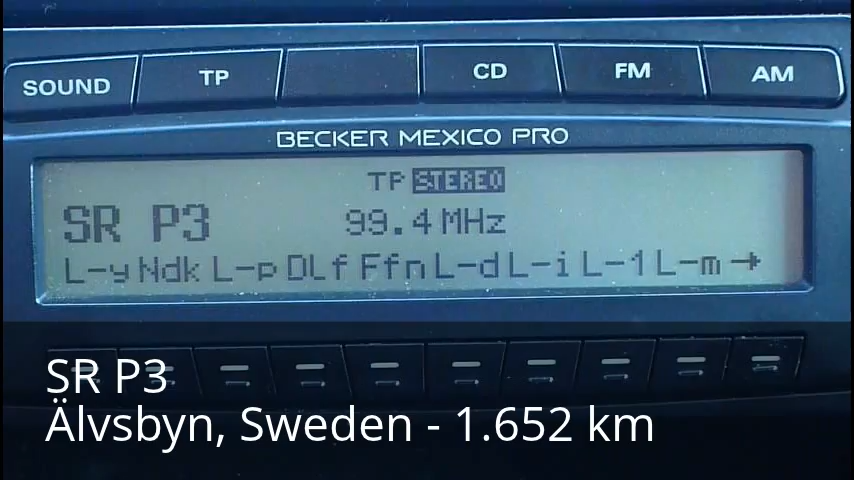 SOUND TP CD FM AM
BECKER MEXICO PRO
TP STEREO
SR P3 99.4 MHz
L-y Ndk L-p DLf Ffn L-d L-i L-1 L-m →
SR P3
Älvsbyn, Sweden - 1.652 km